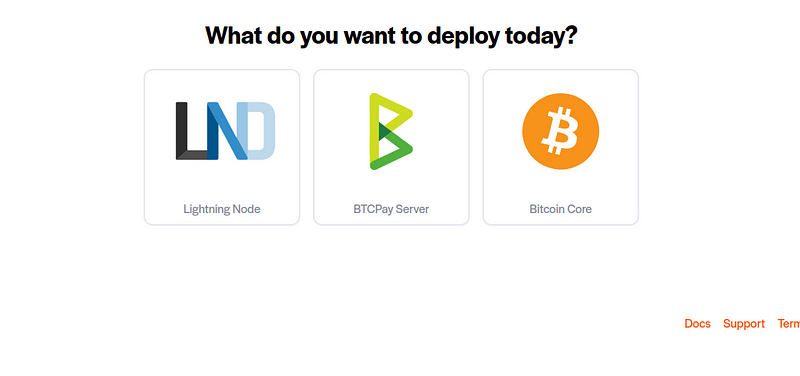 What do you want to deploy today?
LND
Lightning Node
BTCPay Server
Bitcoin Core
Docs Support Term